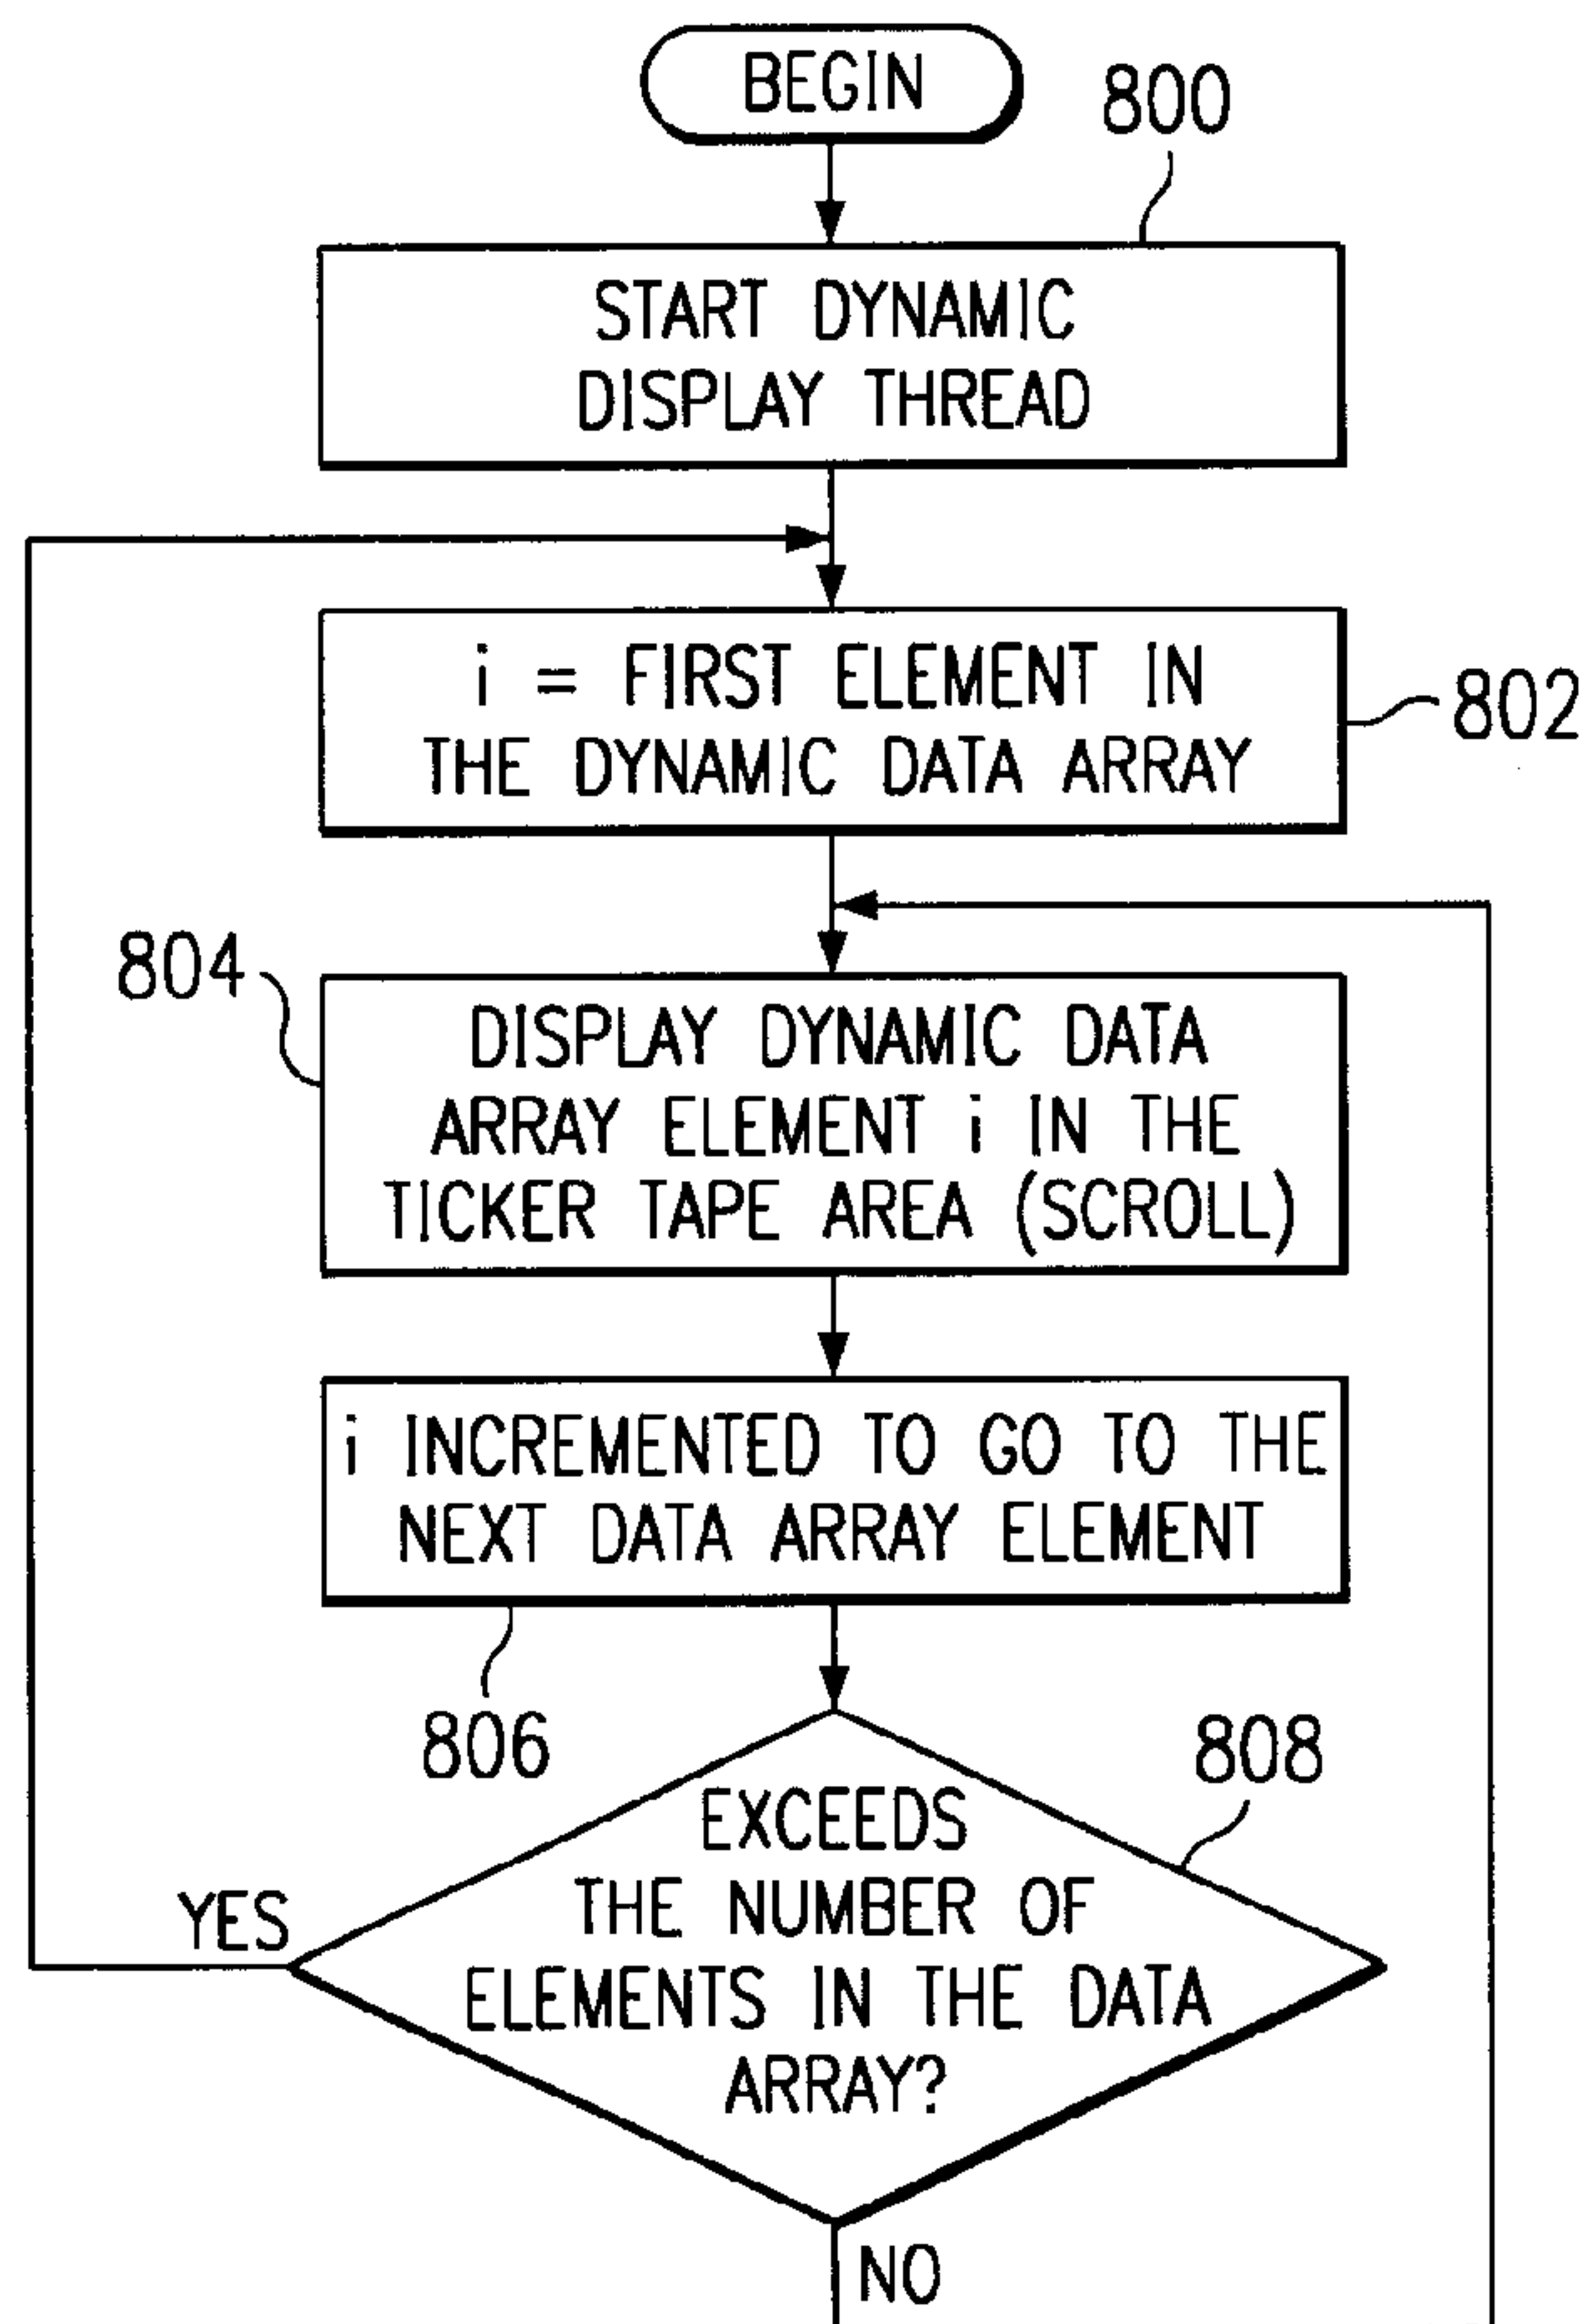 BEGIN
800
START DYNAMIC
DISPLAY THREAD
i = FIRST ELEMENT IN
THE DYNAMIC DATA ARRAY
802
804
DISPLAY DYNAMIC DATA
ARRAY ELEMENT i IN THE
TICKER TAPE AREA (SCROLL)
i INCREMENTED TO GO TO THE
NEXT DATA ARRAY ELEMENT
806
808
EXCEEDS
THE NUMBER OF
ELEMENTS IN THE DATA
ARRAY?
YES
NO